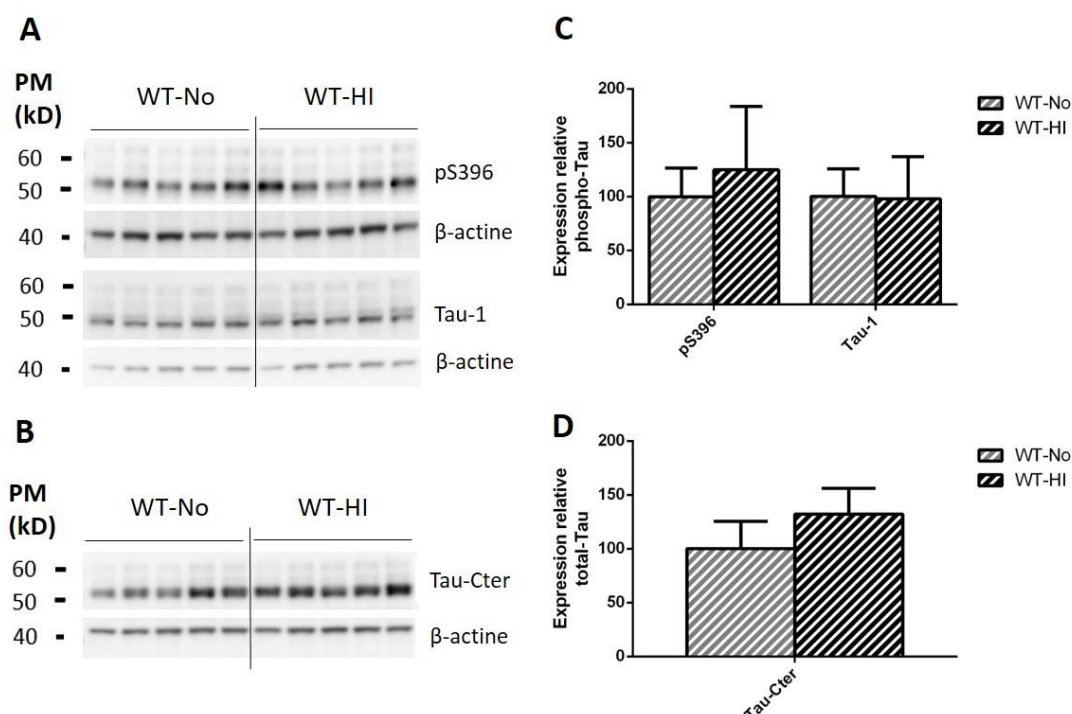 A
PM
(kD)
WT-No
WT-HI
60
50
pS396
40
β-actine
60
50
Tau-1
40
β-actine
B
PM
(kD)
WT-No
WT-HI
60
50
Tau-Cter
40
β-actine
C
Expression relative
phospho-Tau
200
150
100
50
0
pS396
Tau-1
WT-No
WT-HI
D
Expression relative
total-Tau
200
150
100
50
0
Tau-Cter
WT-No
WT-HI